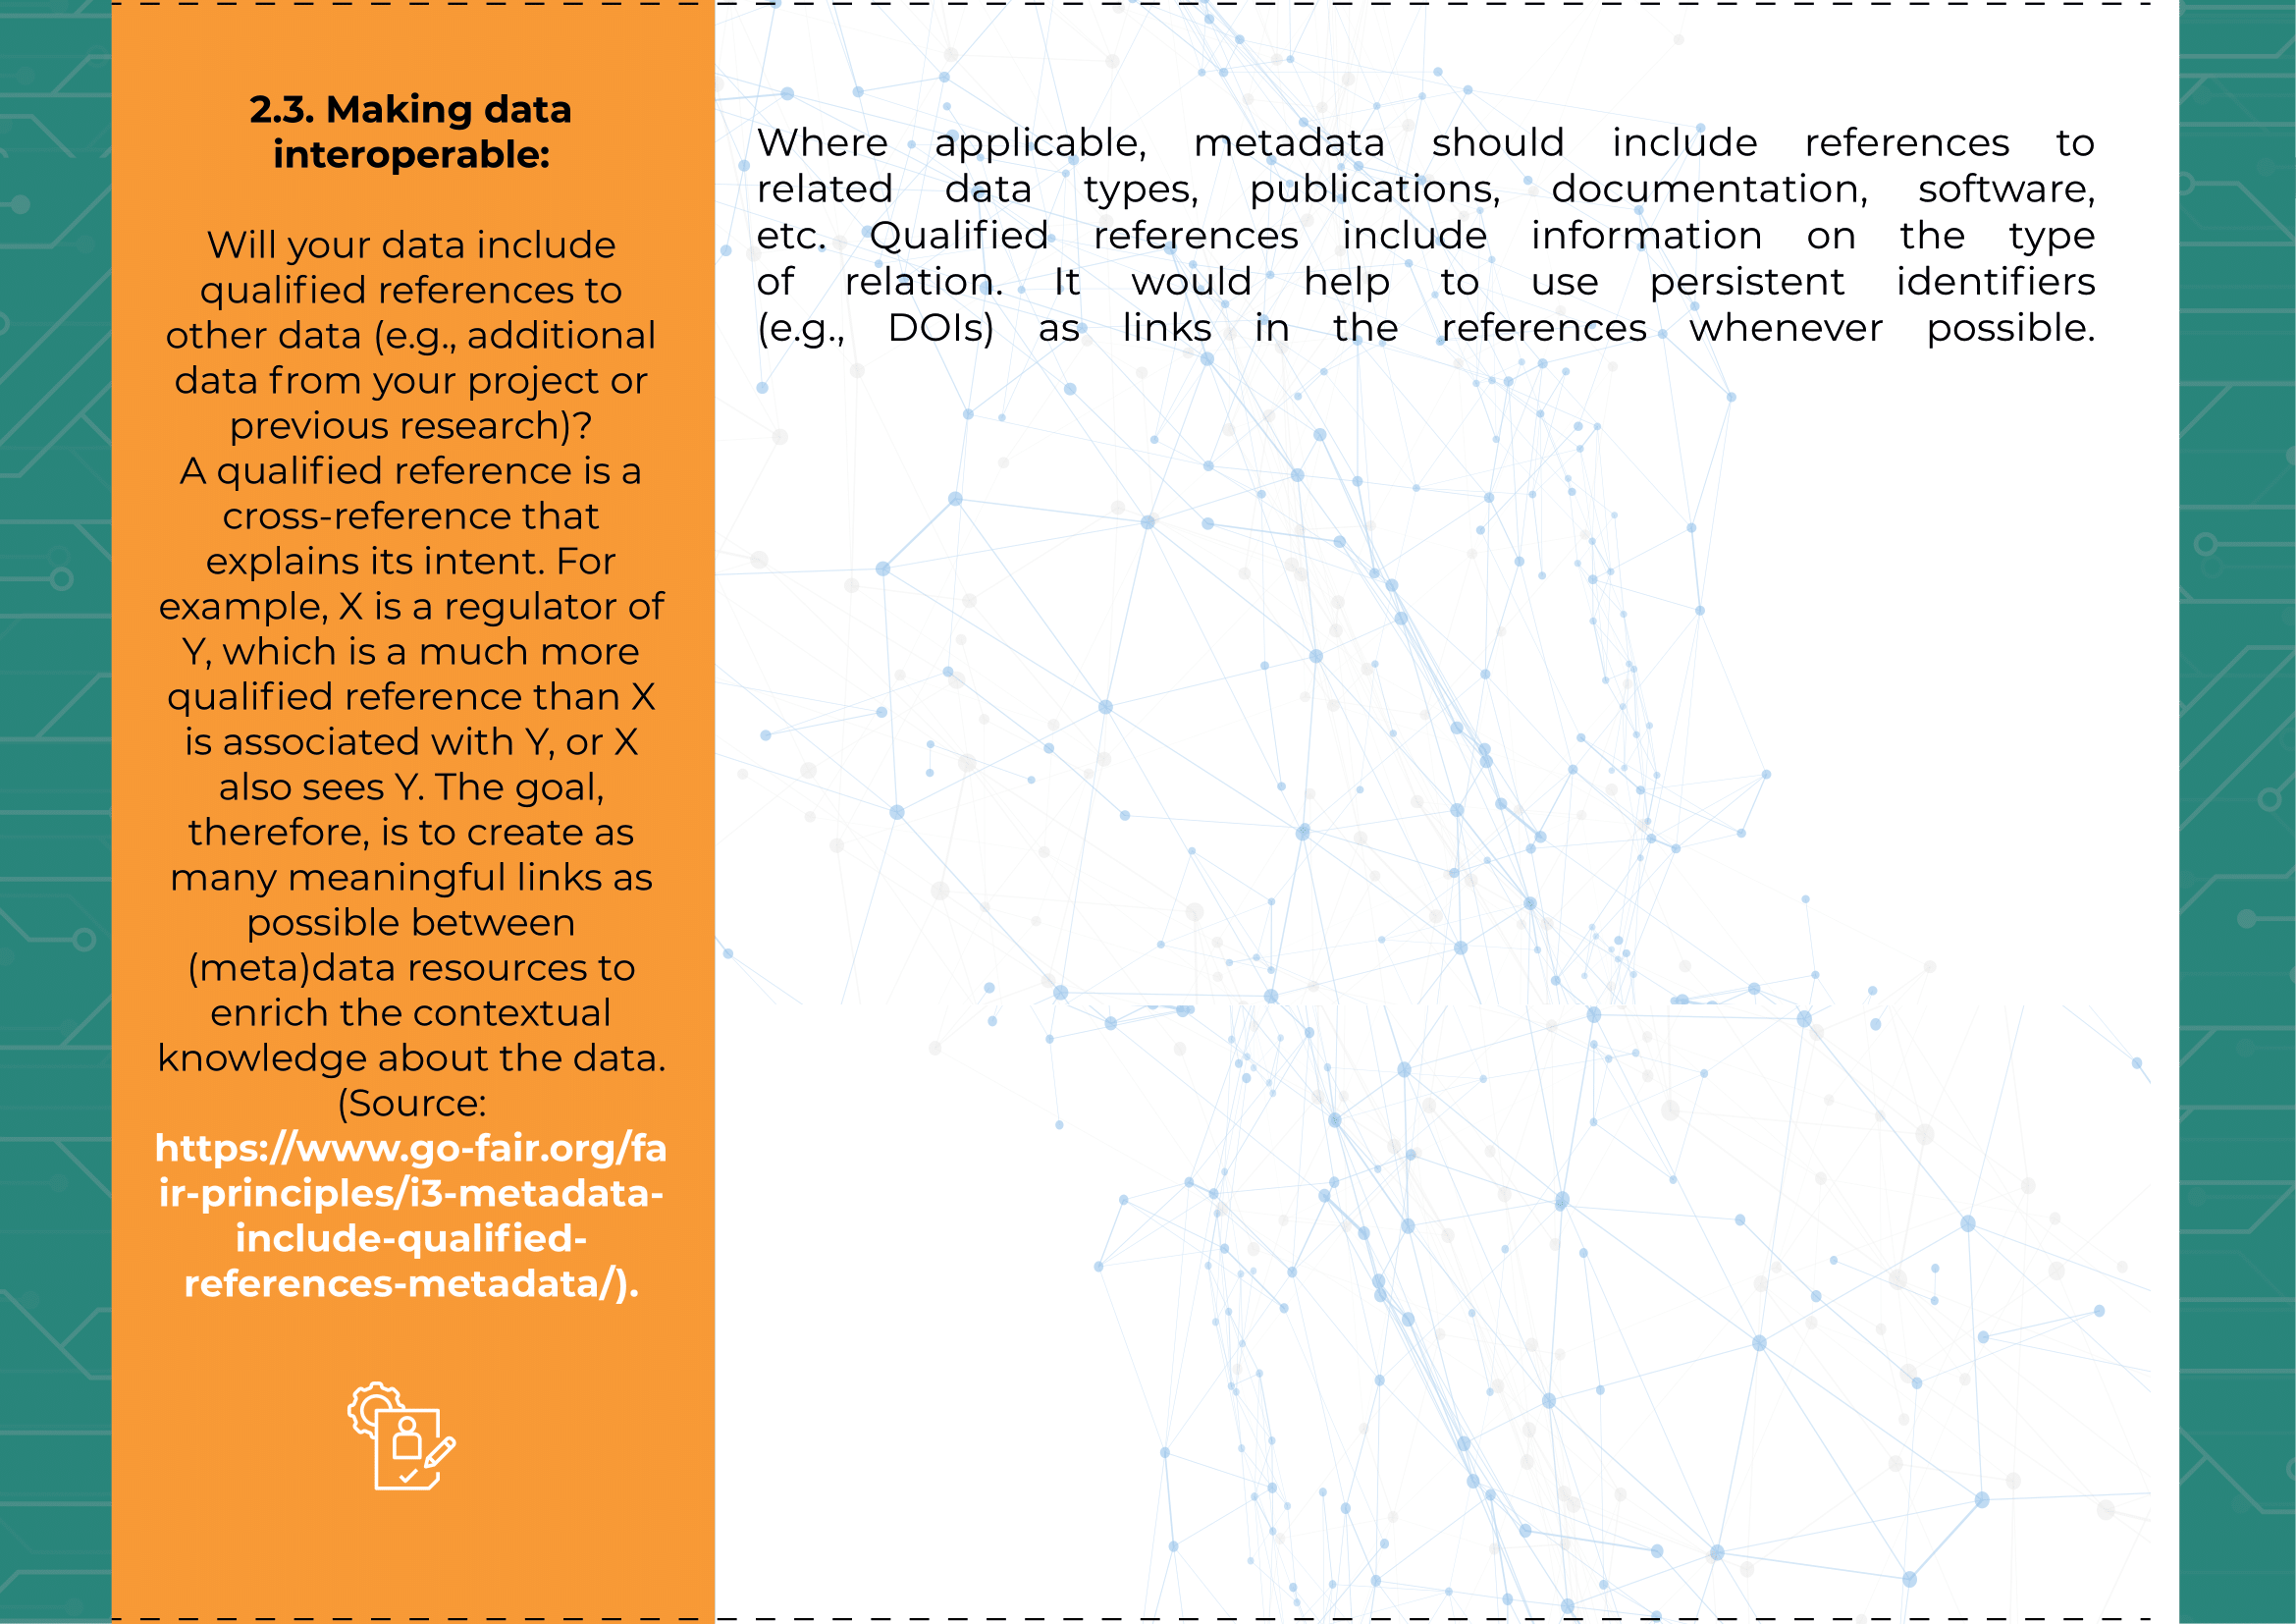 2.3. Making data
interoperable:
Will your data include
qualified references to
other data (e.g., additional
data from your project or
previous research)?
A qualified reference is a
cross-reference that
explains its intent. For
example, X is a regulator of
Y, which is a much more
qualified reference than X
is associated with Y, or X
also sees Y. The goal,
therefore, is to create as
many meaningful links as
possible between
(meta)data resources to
enrich the contextual
knowledge about the data.
(Source:
https://www.go-fair.org/fa
ir-principles/i3-metadata-
include-qualified-
references-metadata/).
Where applicable, metadata should include references to
related data types, publications, documentation, software,
etc. Qualified references include information on the type
of relation. It would help to use persistent identifiers
(e.g., DOIs) as links in the references whenever possible.